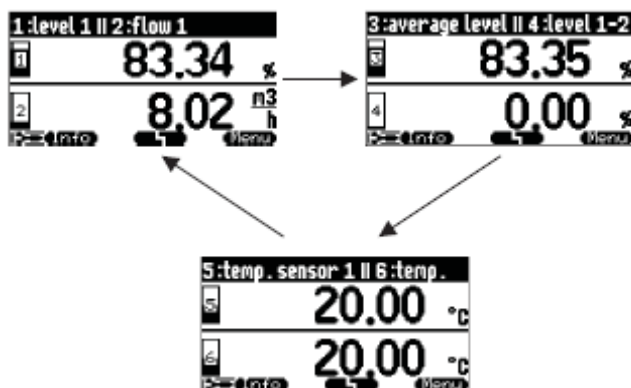 1:level 1 II 2:flow 1
1
83.34 %
2
8.02 m3
h
Info
Menu
3:average level II 4:level 1-2
3
83.35 %
4
0.00 %
Info
Menu
5:temp. sensor 1 II 6:temp.
5
20.00 °C
6
20.00 °C
Info
Menu